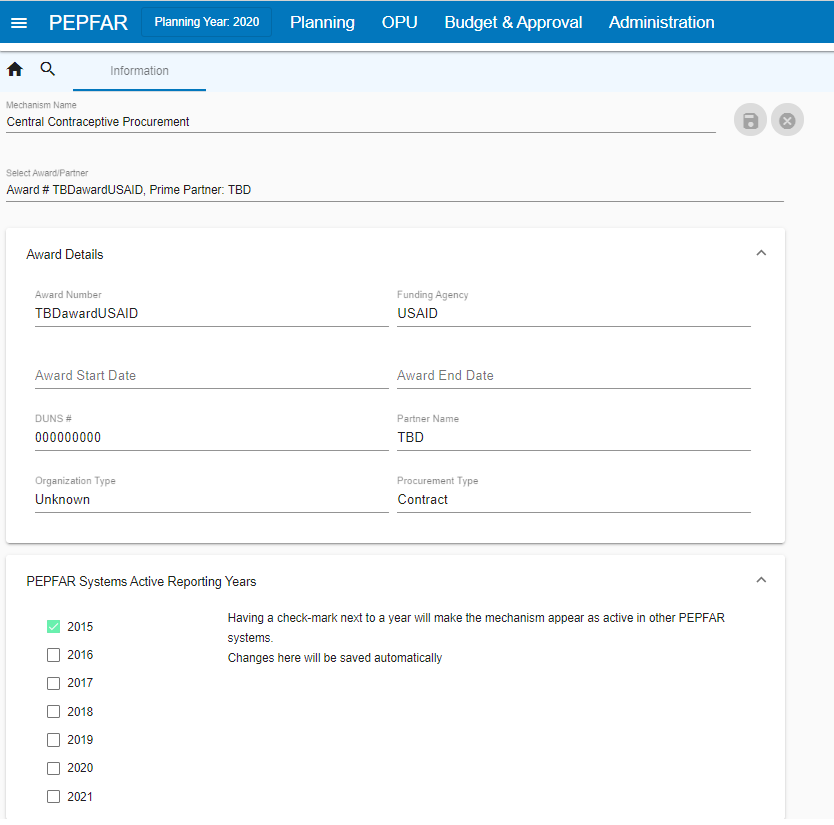 PEPFAR Planning Year: 2020 Planning OPU Budget & Approval Administration
Information
Mechanism Name
Central Contraceptive Procurement
Select Award/Partner
Award # TBDawardUSAID, Prime Partner: TBD
Award Details
Award Number Funding Agency
TBDawardUSAID USAID
Award Start Date Award End Date
DUNS # Partner Name
000000000 TBD
Organization Type Procurement Type
Unknown Contract
PEPFAR Systems Active Reporting Years
2015 Having a check-mark next to a year will make the mechanism appear as active in other PEPFAR
systems.
2016 Changes here will be saved automatically
2017
2018
2019
2020
2021